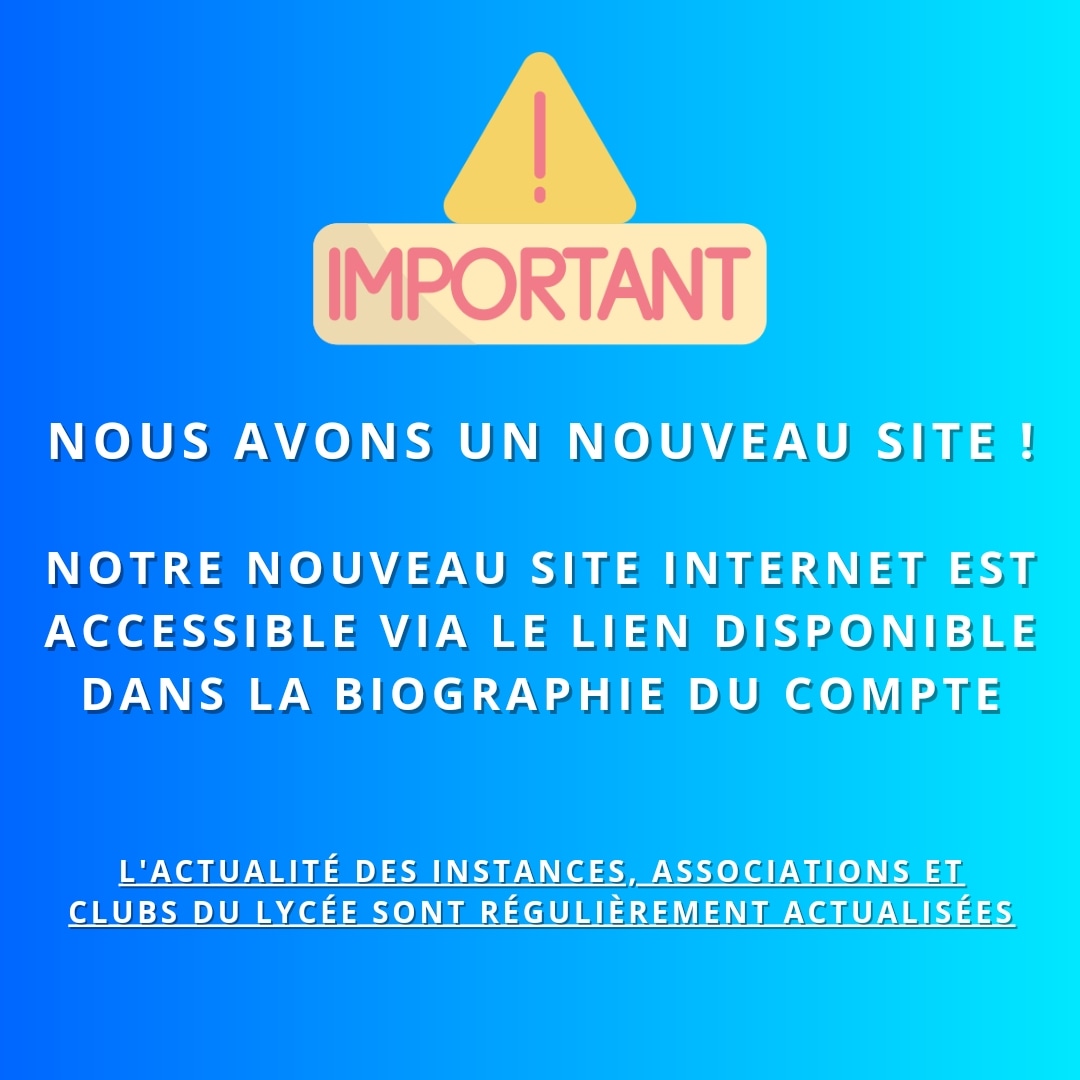 !
IMPORTANT
NOUS AVONS UN NOUVEAU SITE !
NOTRE NOUVEAU SITE INTERNET EST
ACCESSIBLE VIA LE LIEN DISPONIBLE
DANS LA BIOGRAPHIE DU COMPTE
L'ACTUALITÉ DES INSTANCES, ASSOCIATIONS ET
CLUBS DU LYCÉE SONT RÉGULIÈREMENT ACTUALISÉES